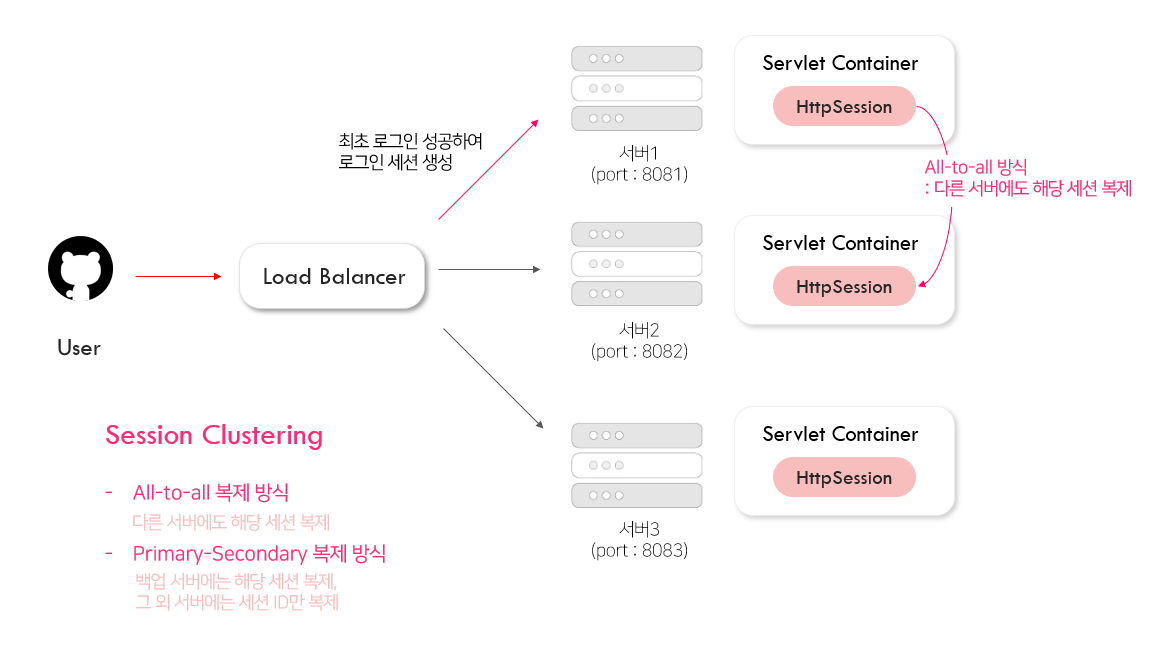 Servlet Container
HttpSession
최초 로그인 성공하여
로그인 세션 생성
서버1
(port : 8081)
All-to-all 방식
: 다른 서버에도 해당 세션 복제
Servlet Container
HttpSession
Load Balancer
User
서버2
(port : 8082)
Session Clustering
- All-to-all 복제 방식
다른 서버에도 해당 세션 복제
- Primary-Secondary 복제 방식
백업 서버에는 해당 세션 복제,
그 외 서버에는 세션 ID만 복제
Servlet Container
HttpSession
서버3
(port : 8083)